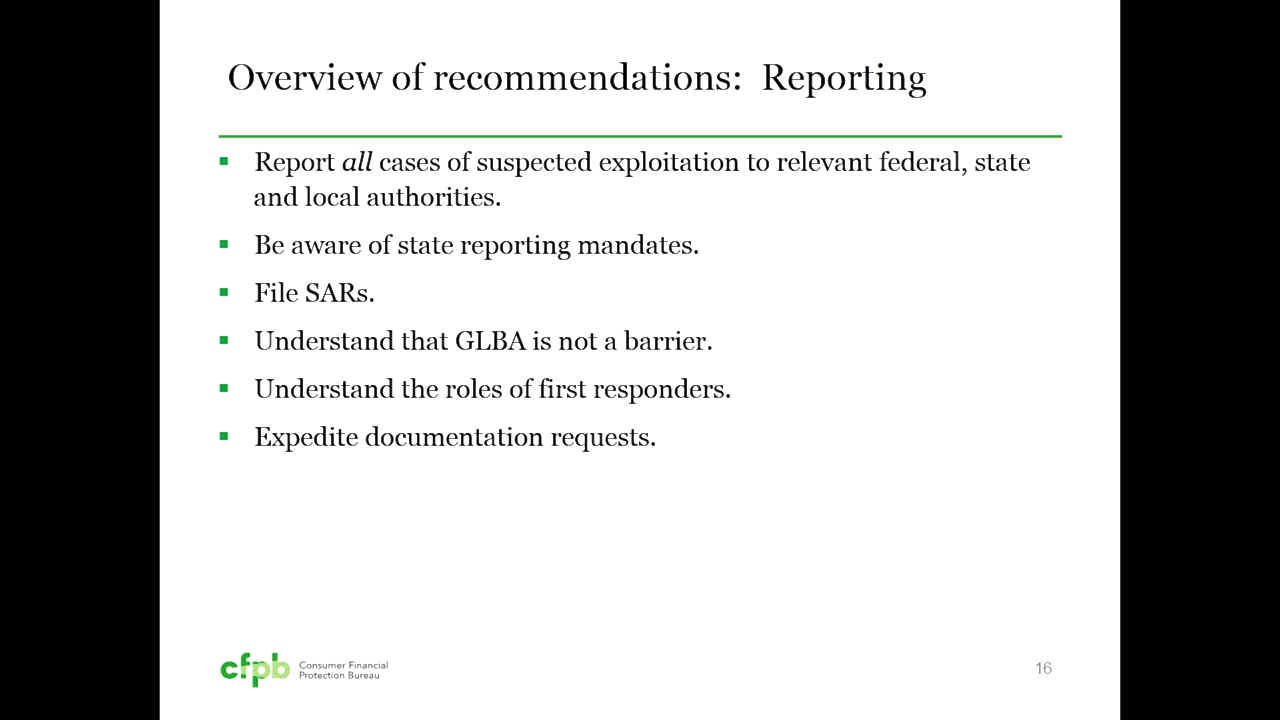 Overview of recommendations:  Reporting
Report all cases of suspected exploitation to relevant federal, state
and local authorities.
Be aware of state reporting mandates.
File SARs.
Understand that GLBA is not a barrier.
Understand the roles of first responders.
Expedite documentation requests.
cfpb
Consumer Financial
Protection Bureau
16